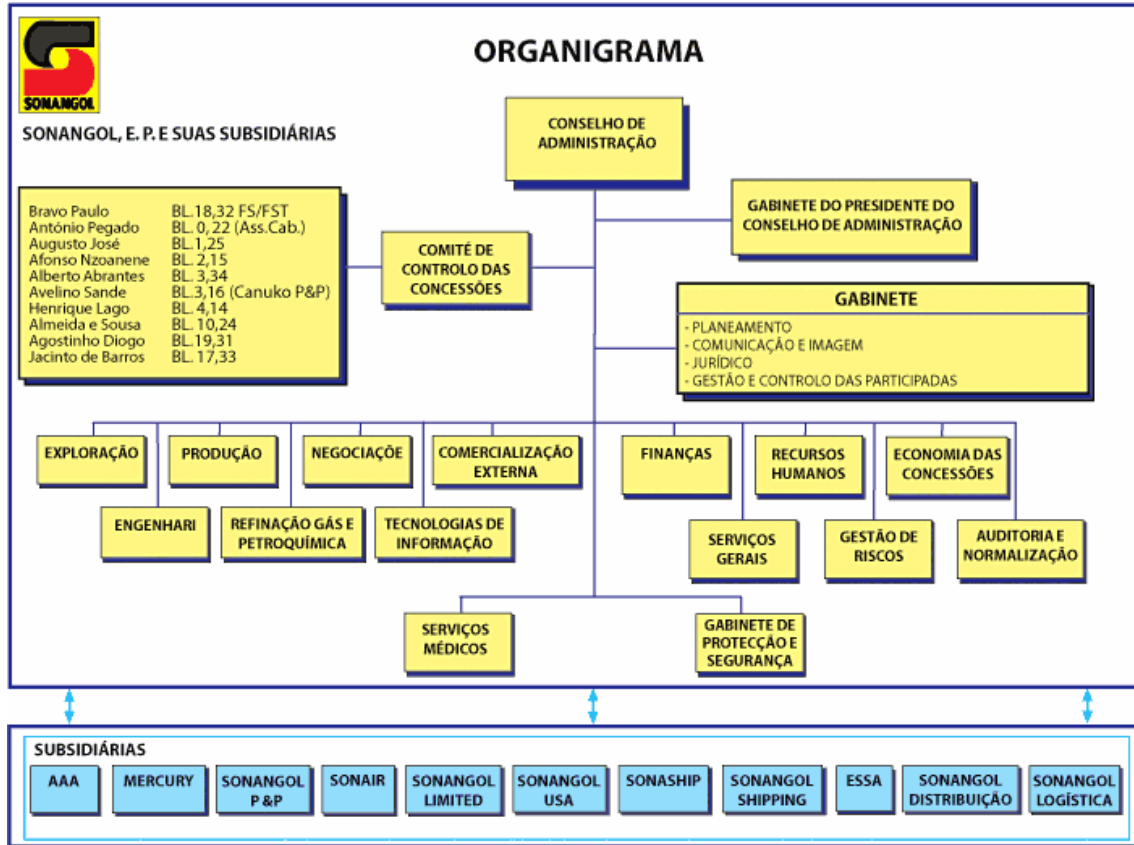 ORGANIGRAMA
SONANGOL
SONANGOL, E. P. E SUAS SUBSIDIÁRIAS
CONSELHO DE
ADMINISTRAÇÃO
GABINETE DO PRESIDENTE DO
CONSELHO DE ADMINISTRAÇÃO
Bravo Paulo BL.18,32 FS/FST
António Pegado BL. 0, 22 (Ass.Cab.)
Augusto José BL.1,25
Afonso Nzoanene BL. 2,15
Alberto Abrantes BL. 3,34
Avelino Sande BL.3,16 (Canuko P&P)
Henrique Lago BL. 4,14
Almeida e Sousa BL. 10,24
Agostinho Diogo BL.19,31
Jacinto de Barros BL. 17,33
COMITÉ DE
CONTROLO DAS
CONCESSÕES
GABINETE
- PLANEAMENTO
- COMUNICAÇÃO E IMAGEM
- JURÍDICO
- GESTÃO E CONTROLO DAS PARTICIPADAS
EXPLORAÇÃO
PRODUÇÃO
NEGOCIAÇÕE
COMERCIALIZAÇÃO
EXTERNA
FINANÇAS
RECURSOS
HUMANOS
ECONOMIA DAS
CONCESSÕES
ENGENHARI
REFINAÇÃO GÁS E
PETROQUÍMICA
TECNOLOGIAS DE
INFORMAÇÃO
SERVIÇOS
GERAIS
GESTÃO DE
RISCOS
AUDITORIA E
NORMALIZAÇÃO
SERVIÇOS
MÉDICOS
GABINETE DE
PROTECÇÃO E
SEGURANÇA
SUBSIDIÁRIAS
AAA
MERCURY
SONANGOL
P &P
SONAIR
SONANGOL
LIMITED
SONANGOL
USA
SONASHIP
SONANGOL
SHIPPING
ESSA
SONANGOL
DISTRIBUIÇÃO
SONANGOL
LOGÍSTICA